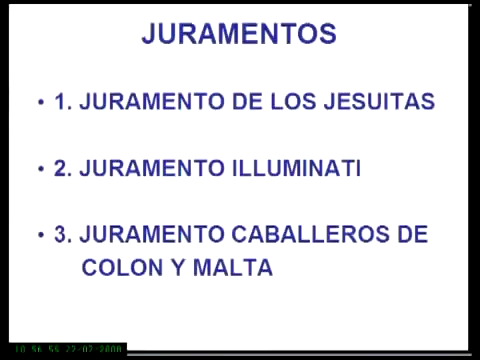 JURAMENTOS
• 1. JURAMENTO DE LOS JESUITAS
• 2. JURAMENTO ILLUMINATI
• 3. JURAMENTO CABALLEROS DE
COLON Y MALTA